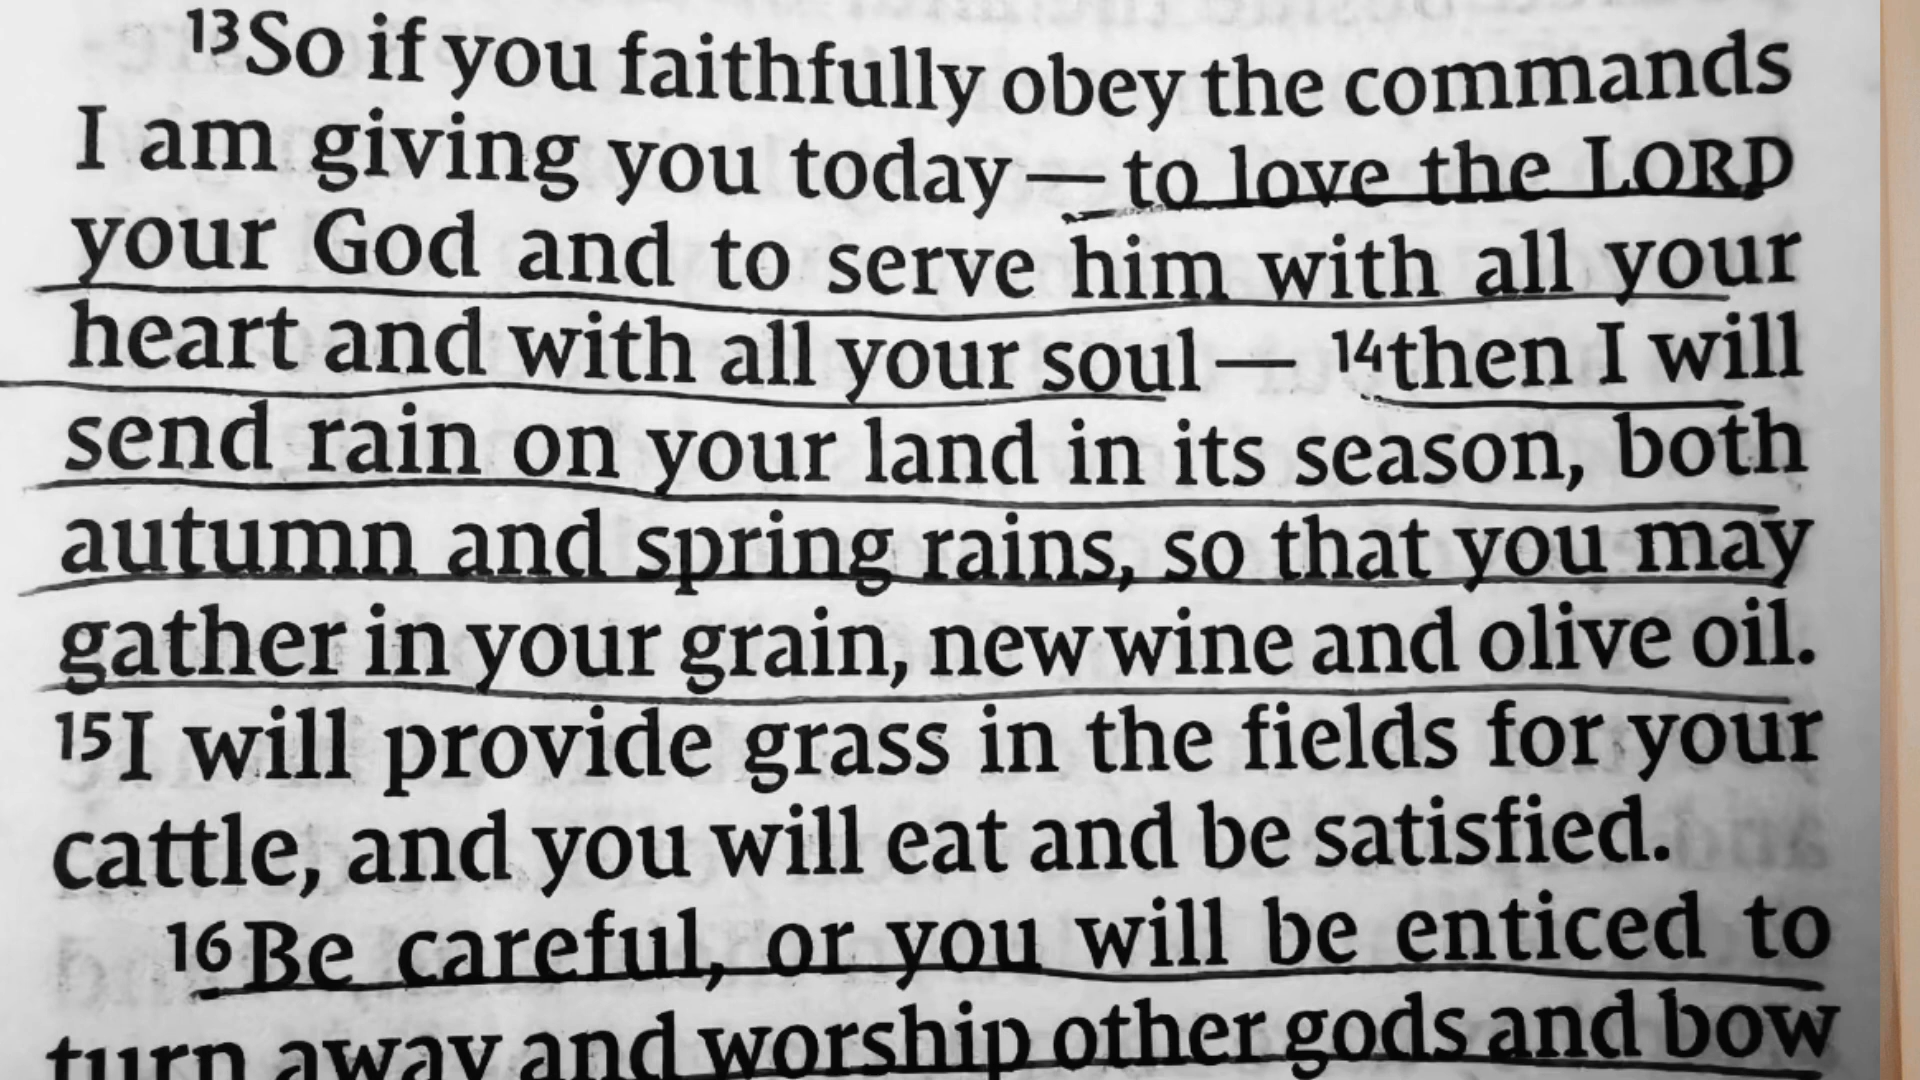 13So if you faithfully obey the commands
I am giving you today—to love the LORD
your God and to serve him with all your
heart and with all your soul— 14then I will
send rain on your land in its season, both
autumn and spring rains, so that you may
gather in your grain, new wine and olive oil.
15I will provide grass in the fields for your
cattle, and you will eat and be satisfied.
16Be careful, or you will be enticed to
turn away and worship other gods and bow